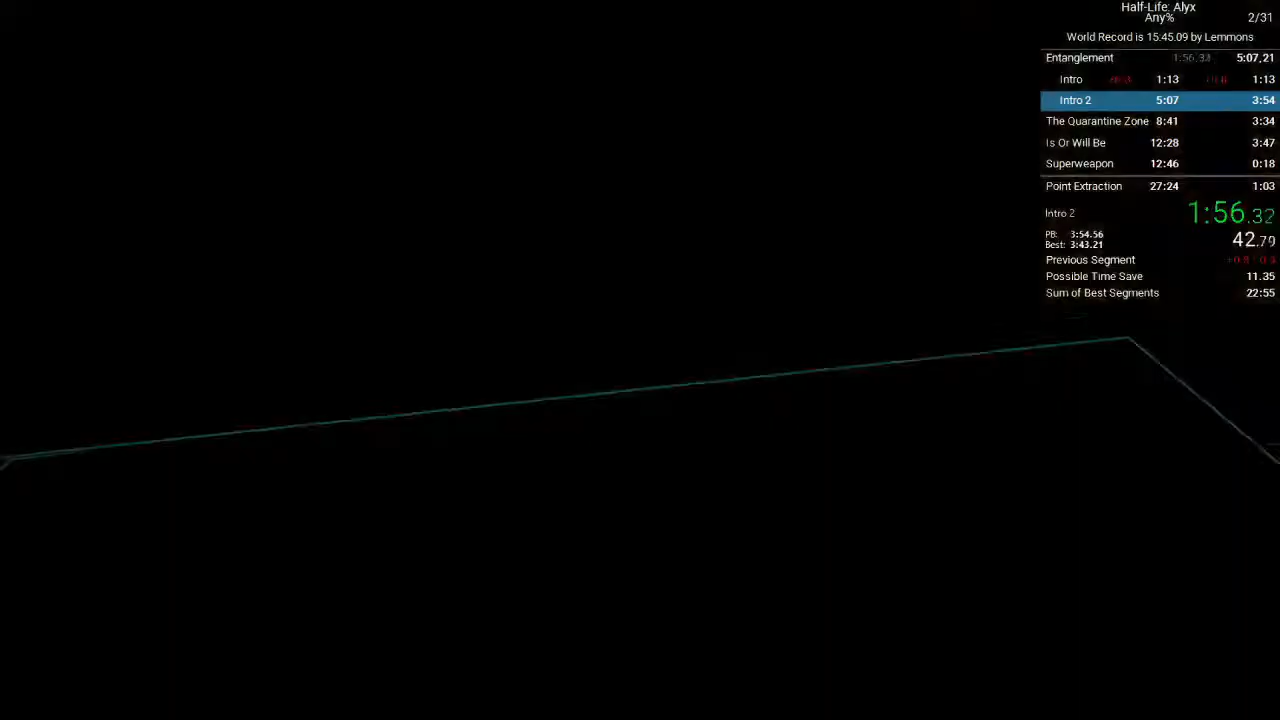 Half-Life: Alyx
Any% 2/31
World Record is 15:45.09 by Lemmons
Entanglement 1:56.32 5:07,21
Intro 1:13 1:13
Intro 2 5:07 3:54
The Quarantine Zone 8:41 3:34
Is Or Will Be 12:28 3:47
Superweapon 12:46 0:18
Point Extraction 27:24 1:03
Intro 2 1:56.32
PB: 3:54.56
Best: 3:43.21 42.79
Previous Segment
Possible Time Save 11.35
Sum of Best Segments 22:55